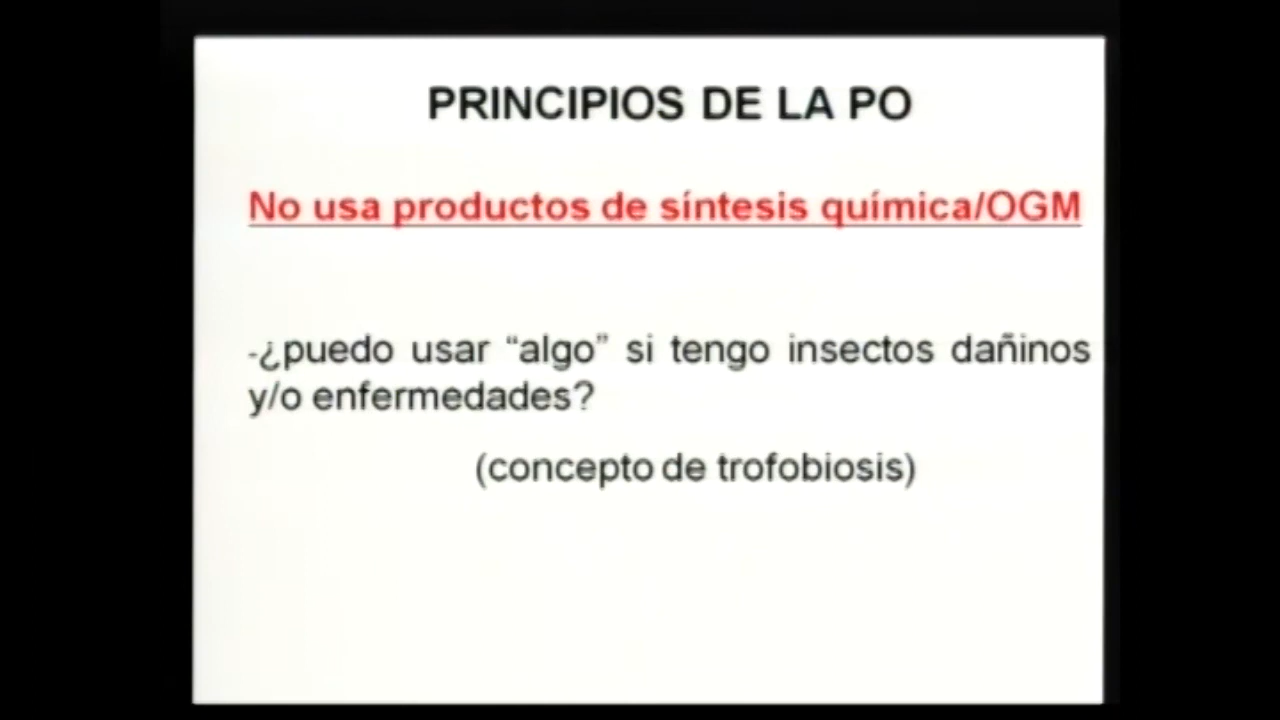 PRINCIPIOS DE LA PO
No usa productos de síntesis química/OGM
-¿puedo usar “algo” si tengo insectos dañinos
y/o enfermedades?
(concepto de trofobiosis)